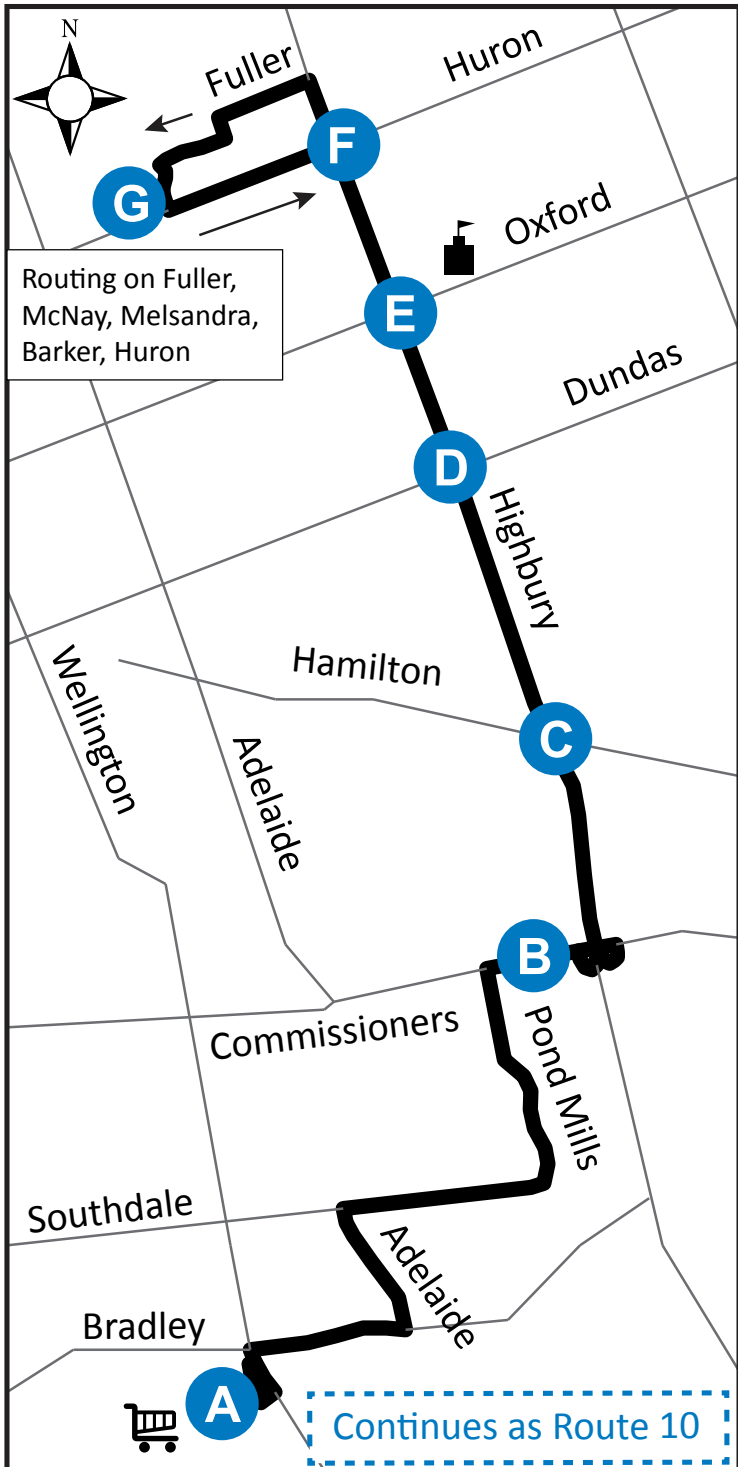 N
Fuller
Huron
F
G
Oxford
Routing on Fuller,
McNay, Melsandra,
Barker, Huron
E
Dundas
D
Highbury
Hamilton
Wellington
C
Adelaide
B
Commissioners
Pond Mills
Southdale
Adelaide
Bradley
A
Continues as Route 10